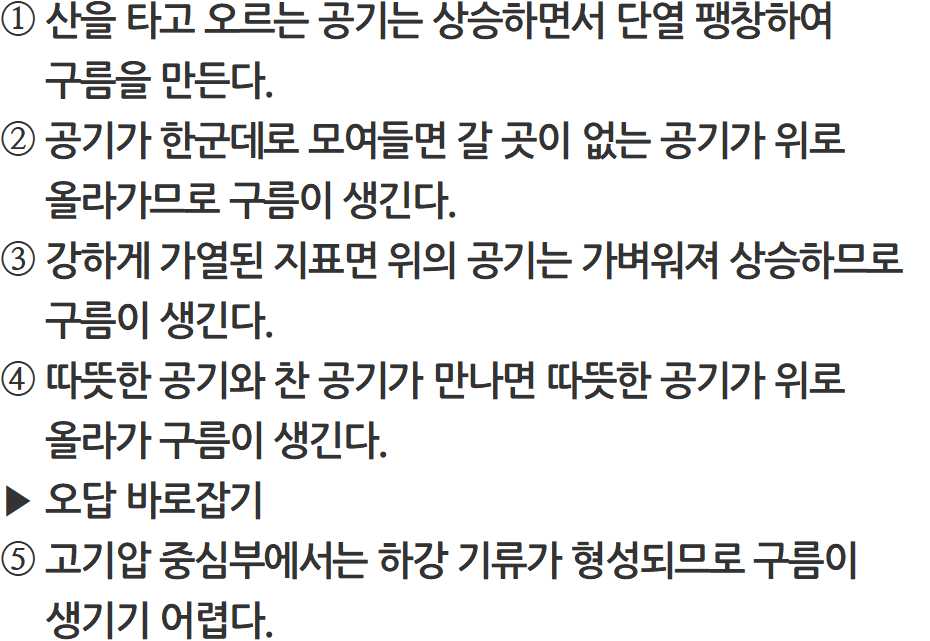 ① 산을 타고 오르는 공기는 상승하면서 단열 팽창하여
구름을 만든다.
② 공기가 한군데로 모여들면 갈 곳이 없는 공기가 위로
올라가므로 구름이 생긴다.
③ 강하게 가열된 지표면 위의 공기는 가벼워져 상승하므로
구름이 생긴다.
④ 따뜻한 공기와 찬 공기가 만나면 따뜻한 공기가 위로
올라가 구름이 생긴다.
▶ 오답 바로잡기
⑤ 고기압 중심부에서는 하강 기류가 형성되므로 구름이
생기기 어렵다.